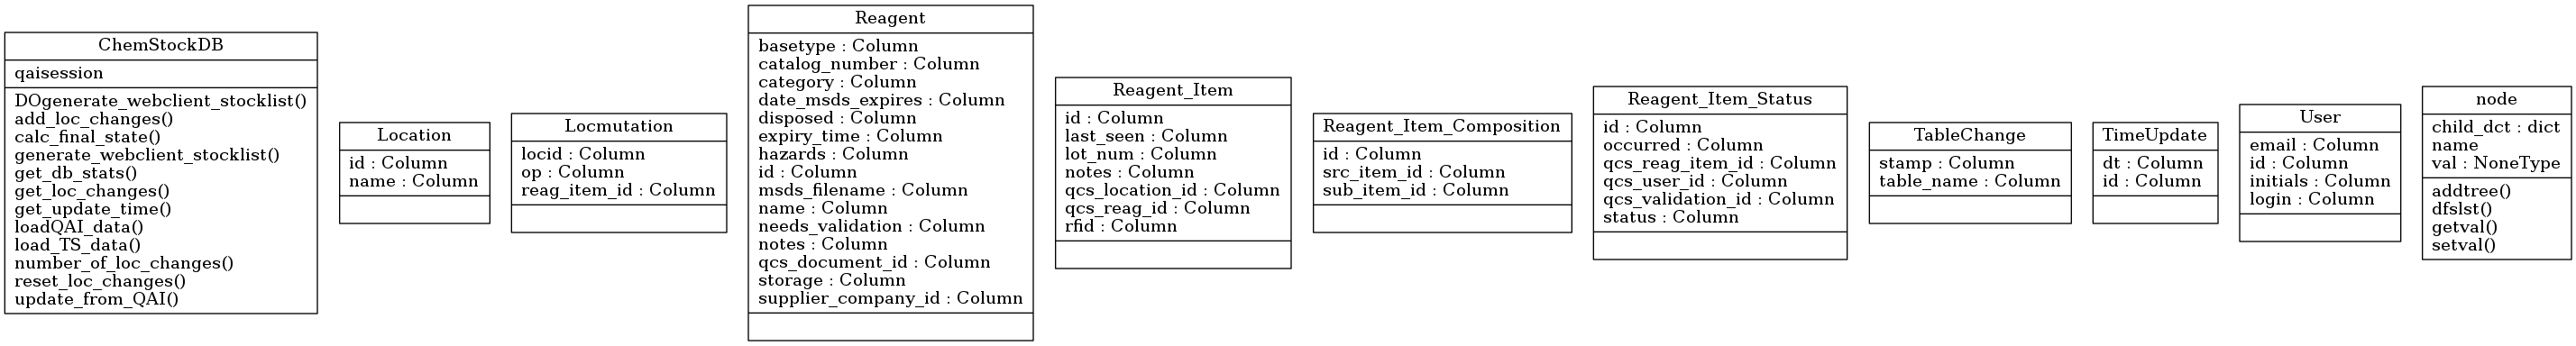 ChemStockDB
qaisession
DOgenerate_webclient_stocklist()
add_loc_changes()
calc_final_state()
generate_webclient_stocklist()
get_db_stats()
get_loc_changes()
get_update_time()
loadQAI_data()
load_TS_data()
number_of_loc_changes()
reset_loc_changes()
update_from_QAI()
Location
id : Column
name : Column
Locmutation
locid : Column
op : Column
reag_item_id : Column
Reagent
basetype : Column
catalog_number : Column
category : Column
date_msds_expires : Column
disposed : Column
expiry_time : Column
hazards : Column
id : Column
msds_filename : Column
name : Column
needs_validation : Column
notes : Column
qcs_document_id : Column
storage : Column
supplier_company_id : Column
Reagent_Item
id : Column
last_seen : Column
lot_num : Column
notes : Column
qcs_location_id : Column
qcs_reag_id : Column
rfid : Column
Reagent_Item_Composition
id : Column
src_item_id : Column
sub_item_id : Column
Reagent_Item_Status
id : Column
occurred : Column
qcs_reag_item_id : Column
qcs_user_id : Column
qcs_validation_id : Column
status : Column
TableChange
stamp : Column
table_name : Column
TimeUpdate
dt : Column
id : Column
User
email : Column
id : Column
initials : Column
login : Column
node
child_dct : dict
name
val : NoneType
addtree()
dfslst()
getval()
setval()